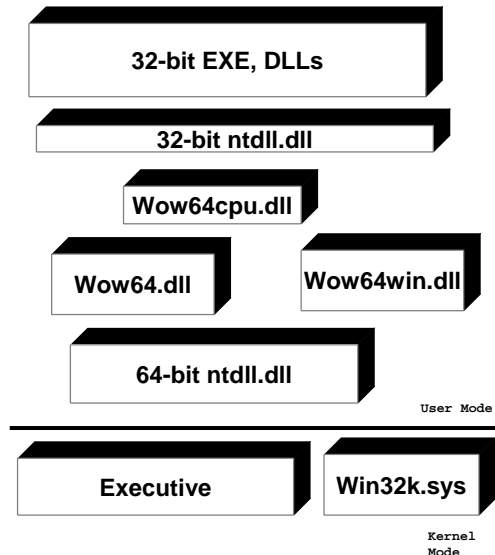 32-bit EXE, DLLs
32-bit ntdll.dll
Wow64cpu.dll
Wow64.dll
Wow64win.dll
64-bit ntdll.dll
User Mode
Executive
Win32k.sys
Kernel
Mode